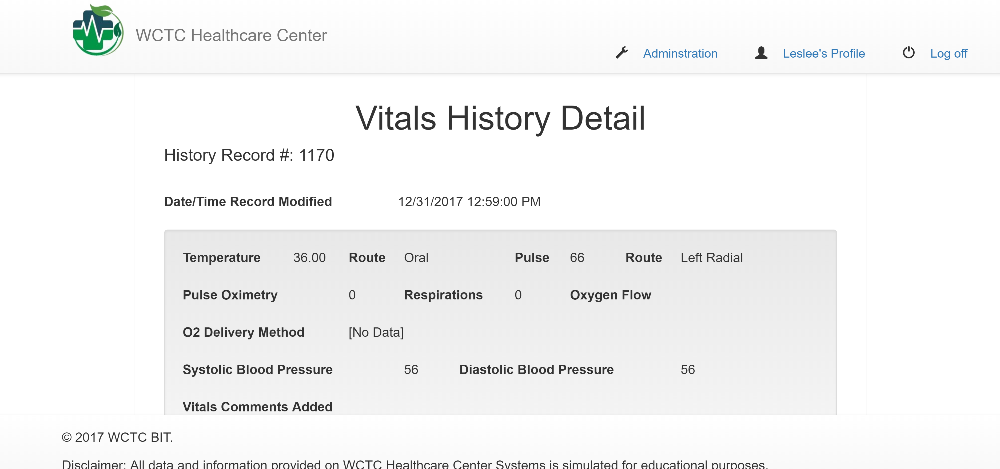 WCTC Healthcare Center
Adminstration Leslee's Profile Log off
Vitals History Detail
History Record #: 1170
Date/Time Record Modified 12/31/2017 12:59:00 PM
Temperature 36.00 Route Oral Pulse 66 Route Left Radial
Pulse Oximetry 0 Respirations 0 Oxygen Flow
O2 Delivery Method [No Data]
Systolic Blood Pressure 56 Diastolic Blood Pressure 56
Vitals Comments Added
© 2017 WCTC BIT.
Disclaimer: All data and information provided on WCTC Healthcare Center Systems is simulated for educational purposes.